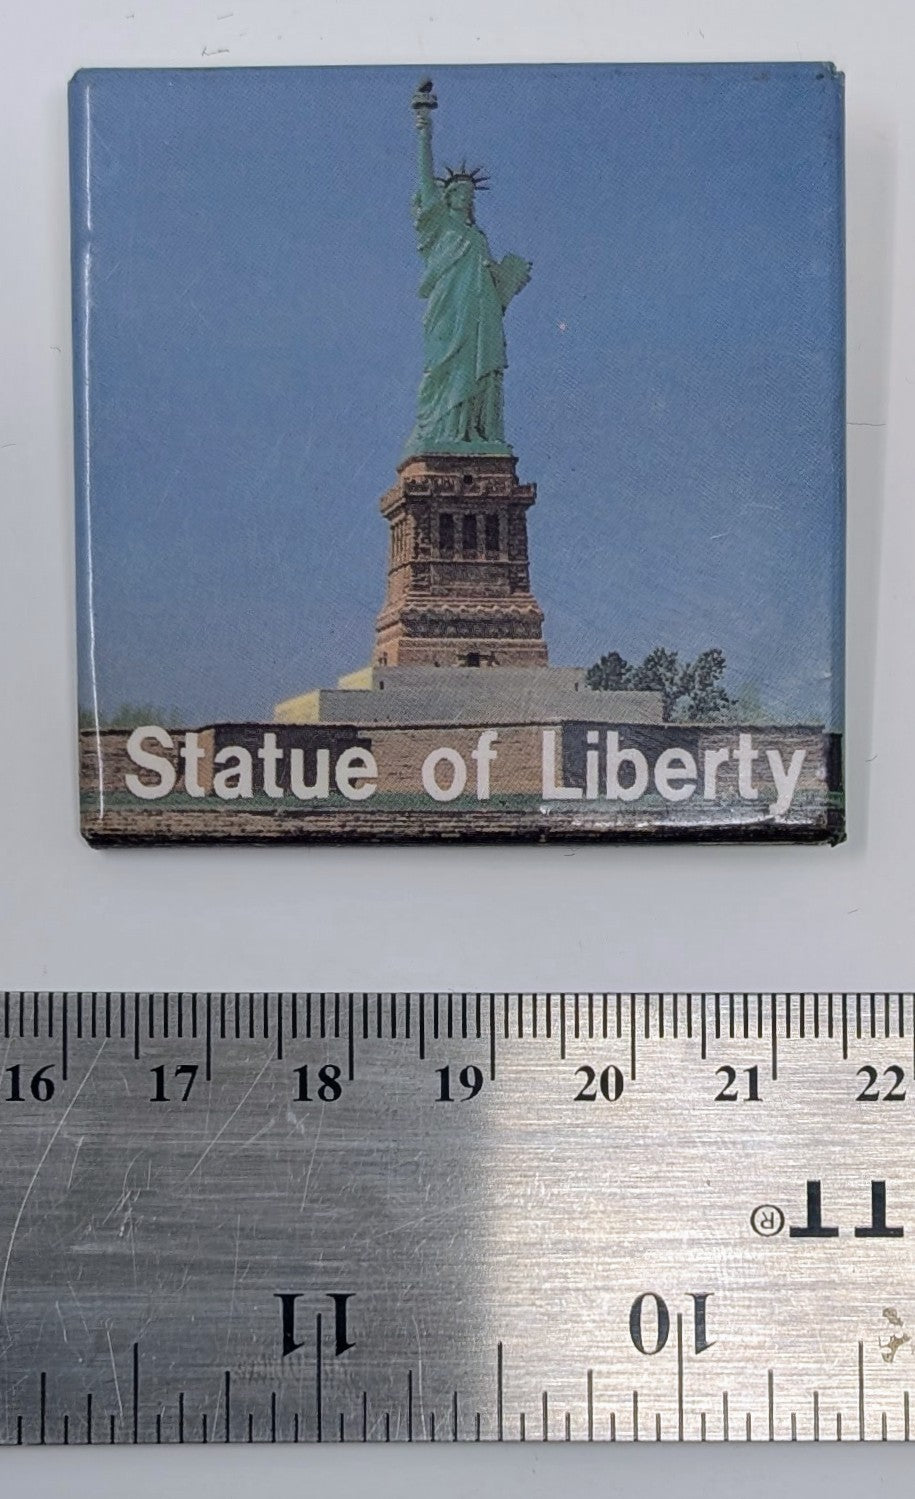 Statue of Liberty
16 17 18 19 20 21 22
TT ⊥ ®
11 10